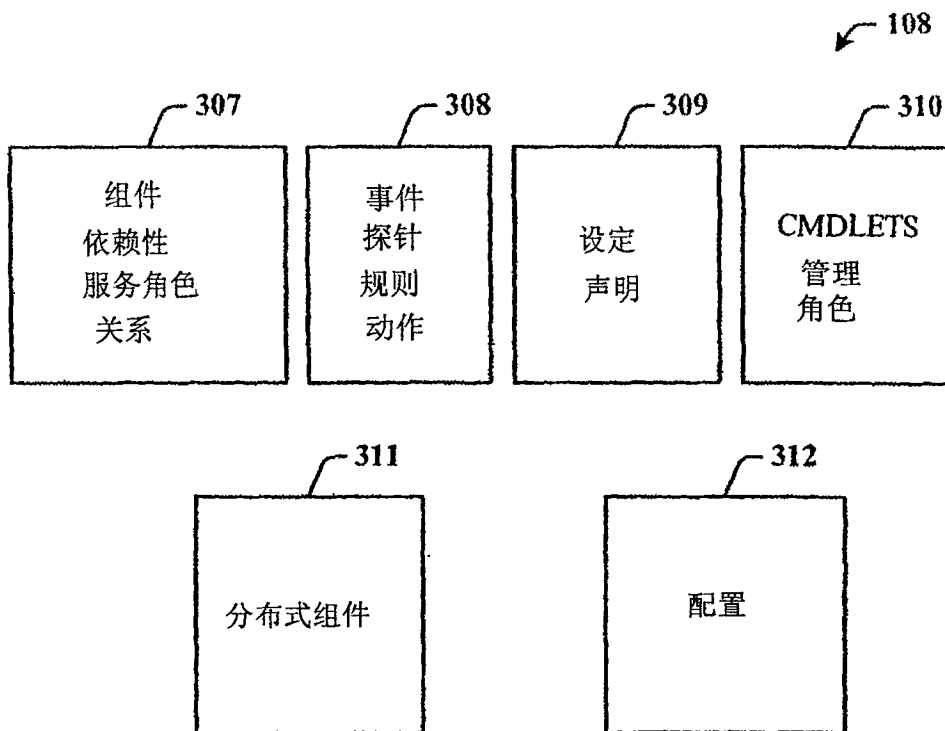 108
307
组件
依赖性
服务角色
关系
308
事件
探针
规则
动作
309
设定
声明
310
CMDLETS
管理
角色
311
分布式组件
312
配置